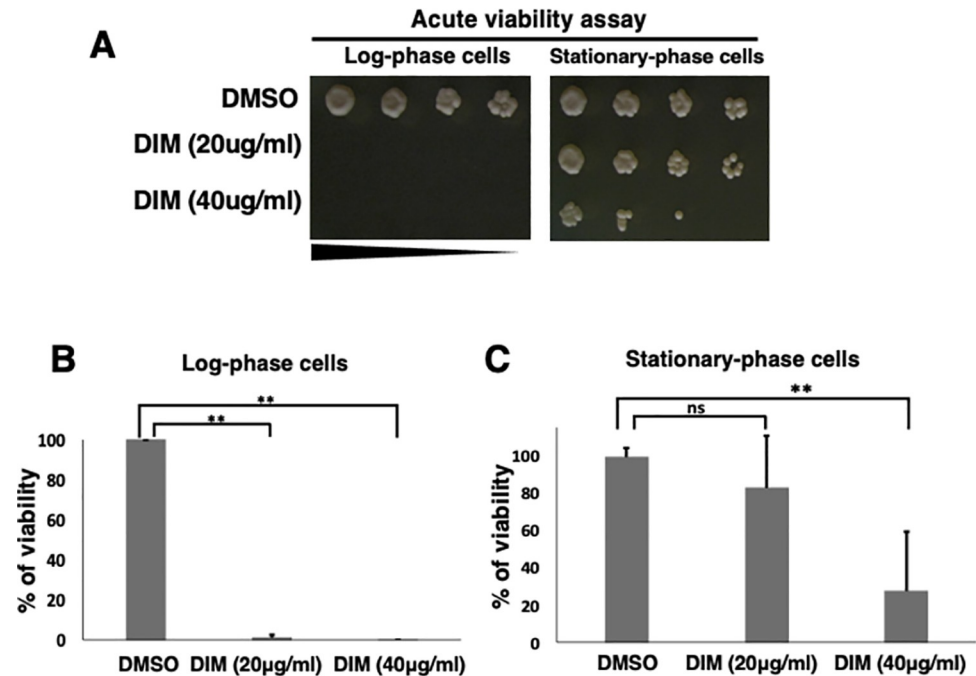 A
Acute viability assay
Log-phase cells
Stationary-phase cells
DMSO
DIM (20ug/ml)
DIM (40ug/ml)
B
Log-phase cells
**
**
100
80
60
40
20
0
% of viability
DMSO DIM (20µg/ml) DIM (40µg/ml)
C
Stationary-phase cells
**
ns
100
80
60
40
20
0
% of viability
DMSO DIM (20µg/ml) DIM (40µg/ml)